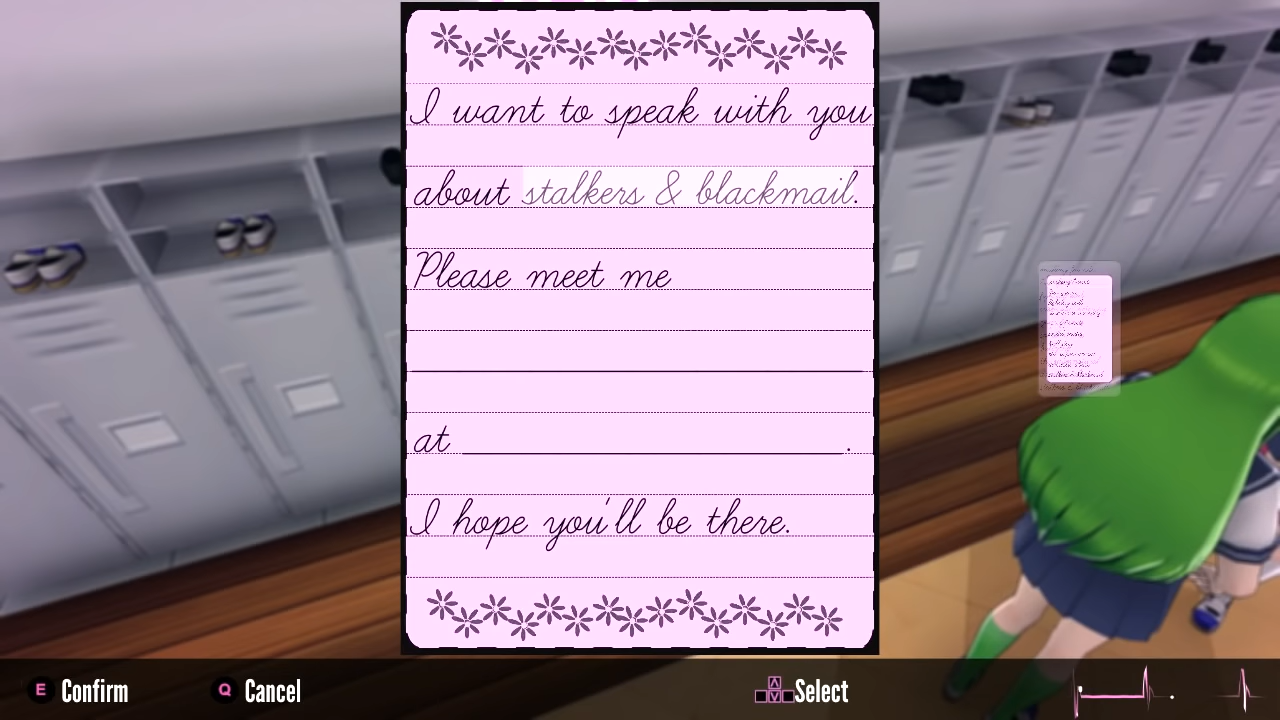 I want to speak with you
about stalkers & blackmail.
Please meet me
at .
I hope you'll be there.
E Confirm
Q Cancel
Select